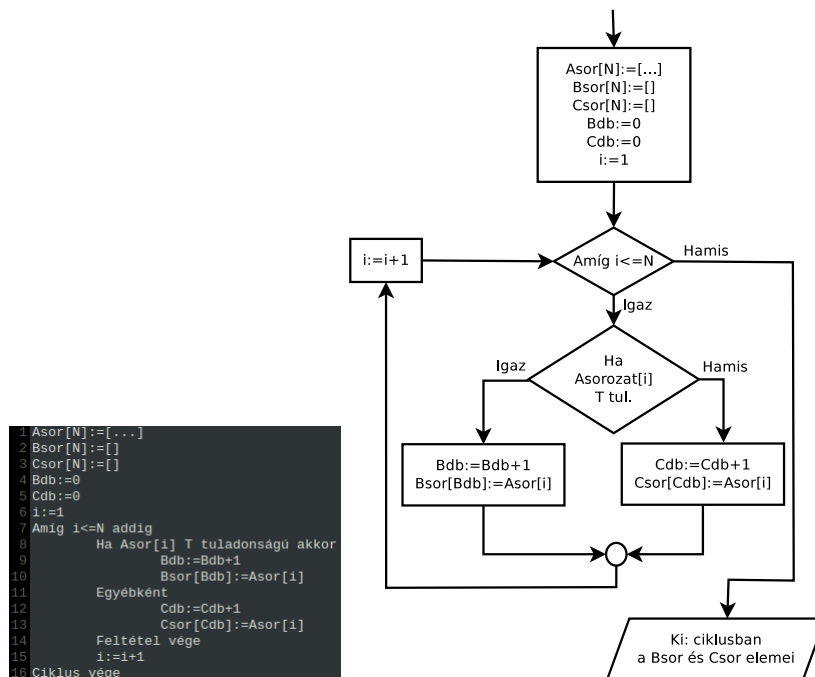 Asor[N]:=[...]
Bsor[N]:=[]
Csor[N]:=[]
Bdb:=0
Cdb:=0
i:=1
i:=i+1
Amíg i<=N
Hamis
Igaz
Ha
Asorozat[i]
T tul.
Igaz
Hamis
Bdb:=Bdb+1
Bsor[Bdb]:=Asor[i]
Cdb:=Cdb+1
Csor[Cdb]:=Asor[i]
Ki: ciklusban
a Bsor és Csor elemei
1 Asor[N]:=[...]
2 Bsor[N]:=[]
3 Csor[N]:=[]
4 Bdb:=0
5 Cdb:=0
6 i:=1
7 Amíg i<=N addig
8 Ha Asor[i] T tuladonságú akkor
9 Bdb:=Bdb+1
10 Bsor[Bdb]:=Asor[i]
11 Egyébként
12 Cdb:=Cdb+1
13 Csor[Cdb]:=Asor[i]
14 Feltétel vége
15 i:=i+1
16 Ciklus vége